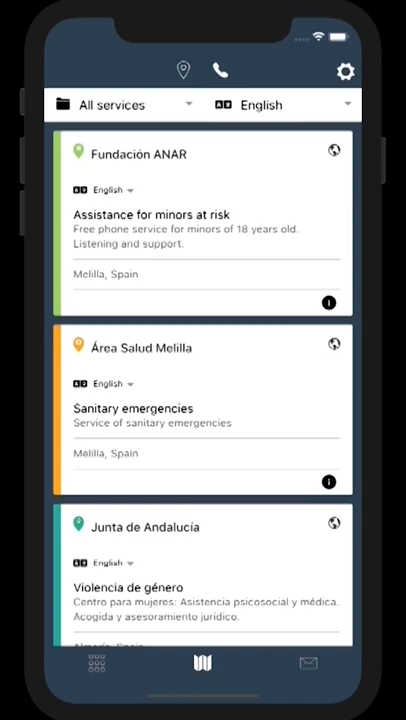 All services
English
Fundación ANAR
English
Assistance for minors at risk
Free phone service for minors of 18 years old.
Listening and support.
Melilla, Spain
Área Salud Melilla
English
Sanitary emergencies
Service of sanitary emergencies
Melilla, Spain
Junta de Andalucía
English
Violencia de género
Centro para mujeres: Asistencia psicosocial y médica.
Acogida y asesoramiento jurídico.
Almería, Spain